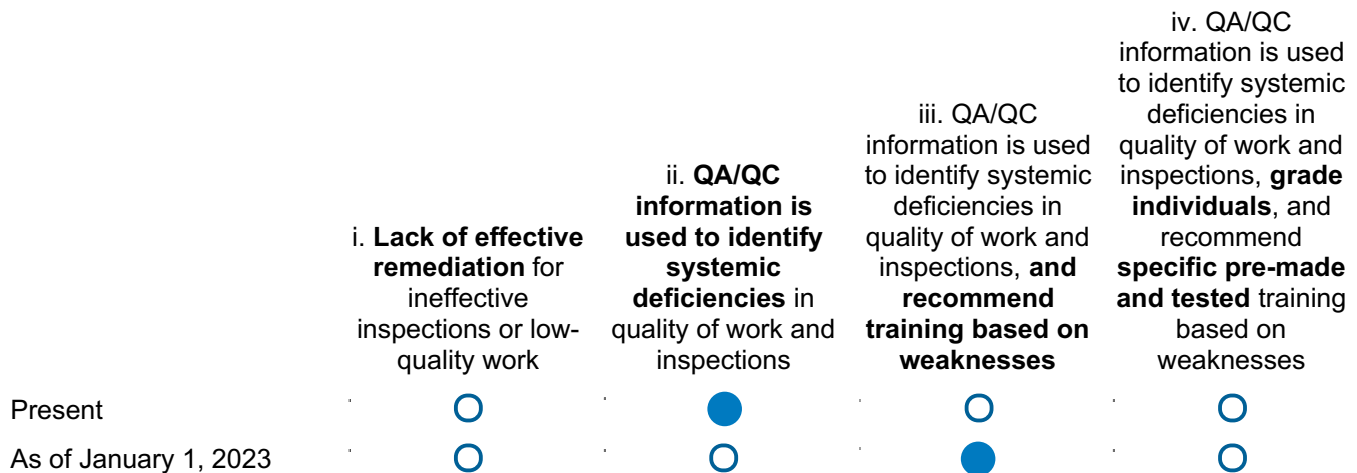 i. Lack of effective
remediation for
ineffective
inspections or low-
quality work
ii. QA/QC
information is
used to identify
systemic
deficiencies in
quality of work and
inspections
iii. QA/QC
information is used
to identify systemic
deficiencies in
quality of work and
inspections, and
recommend
training based on
weaknesses
iv. QA/QC
information is used
to identify systemic
deficiencies in
quality of work and
inspections, grade
individuals, and
recommend
specific pre-made
and tested training
based on
weaknesses
Present
As of January 1, 2023